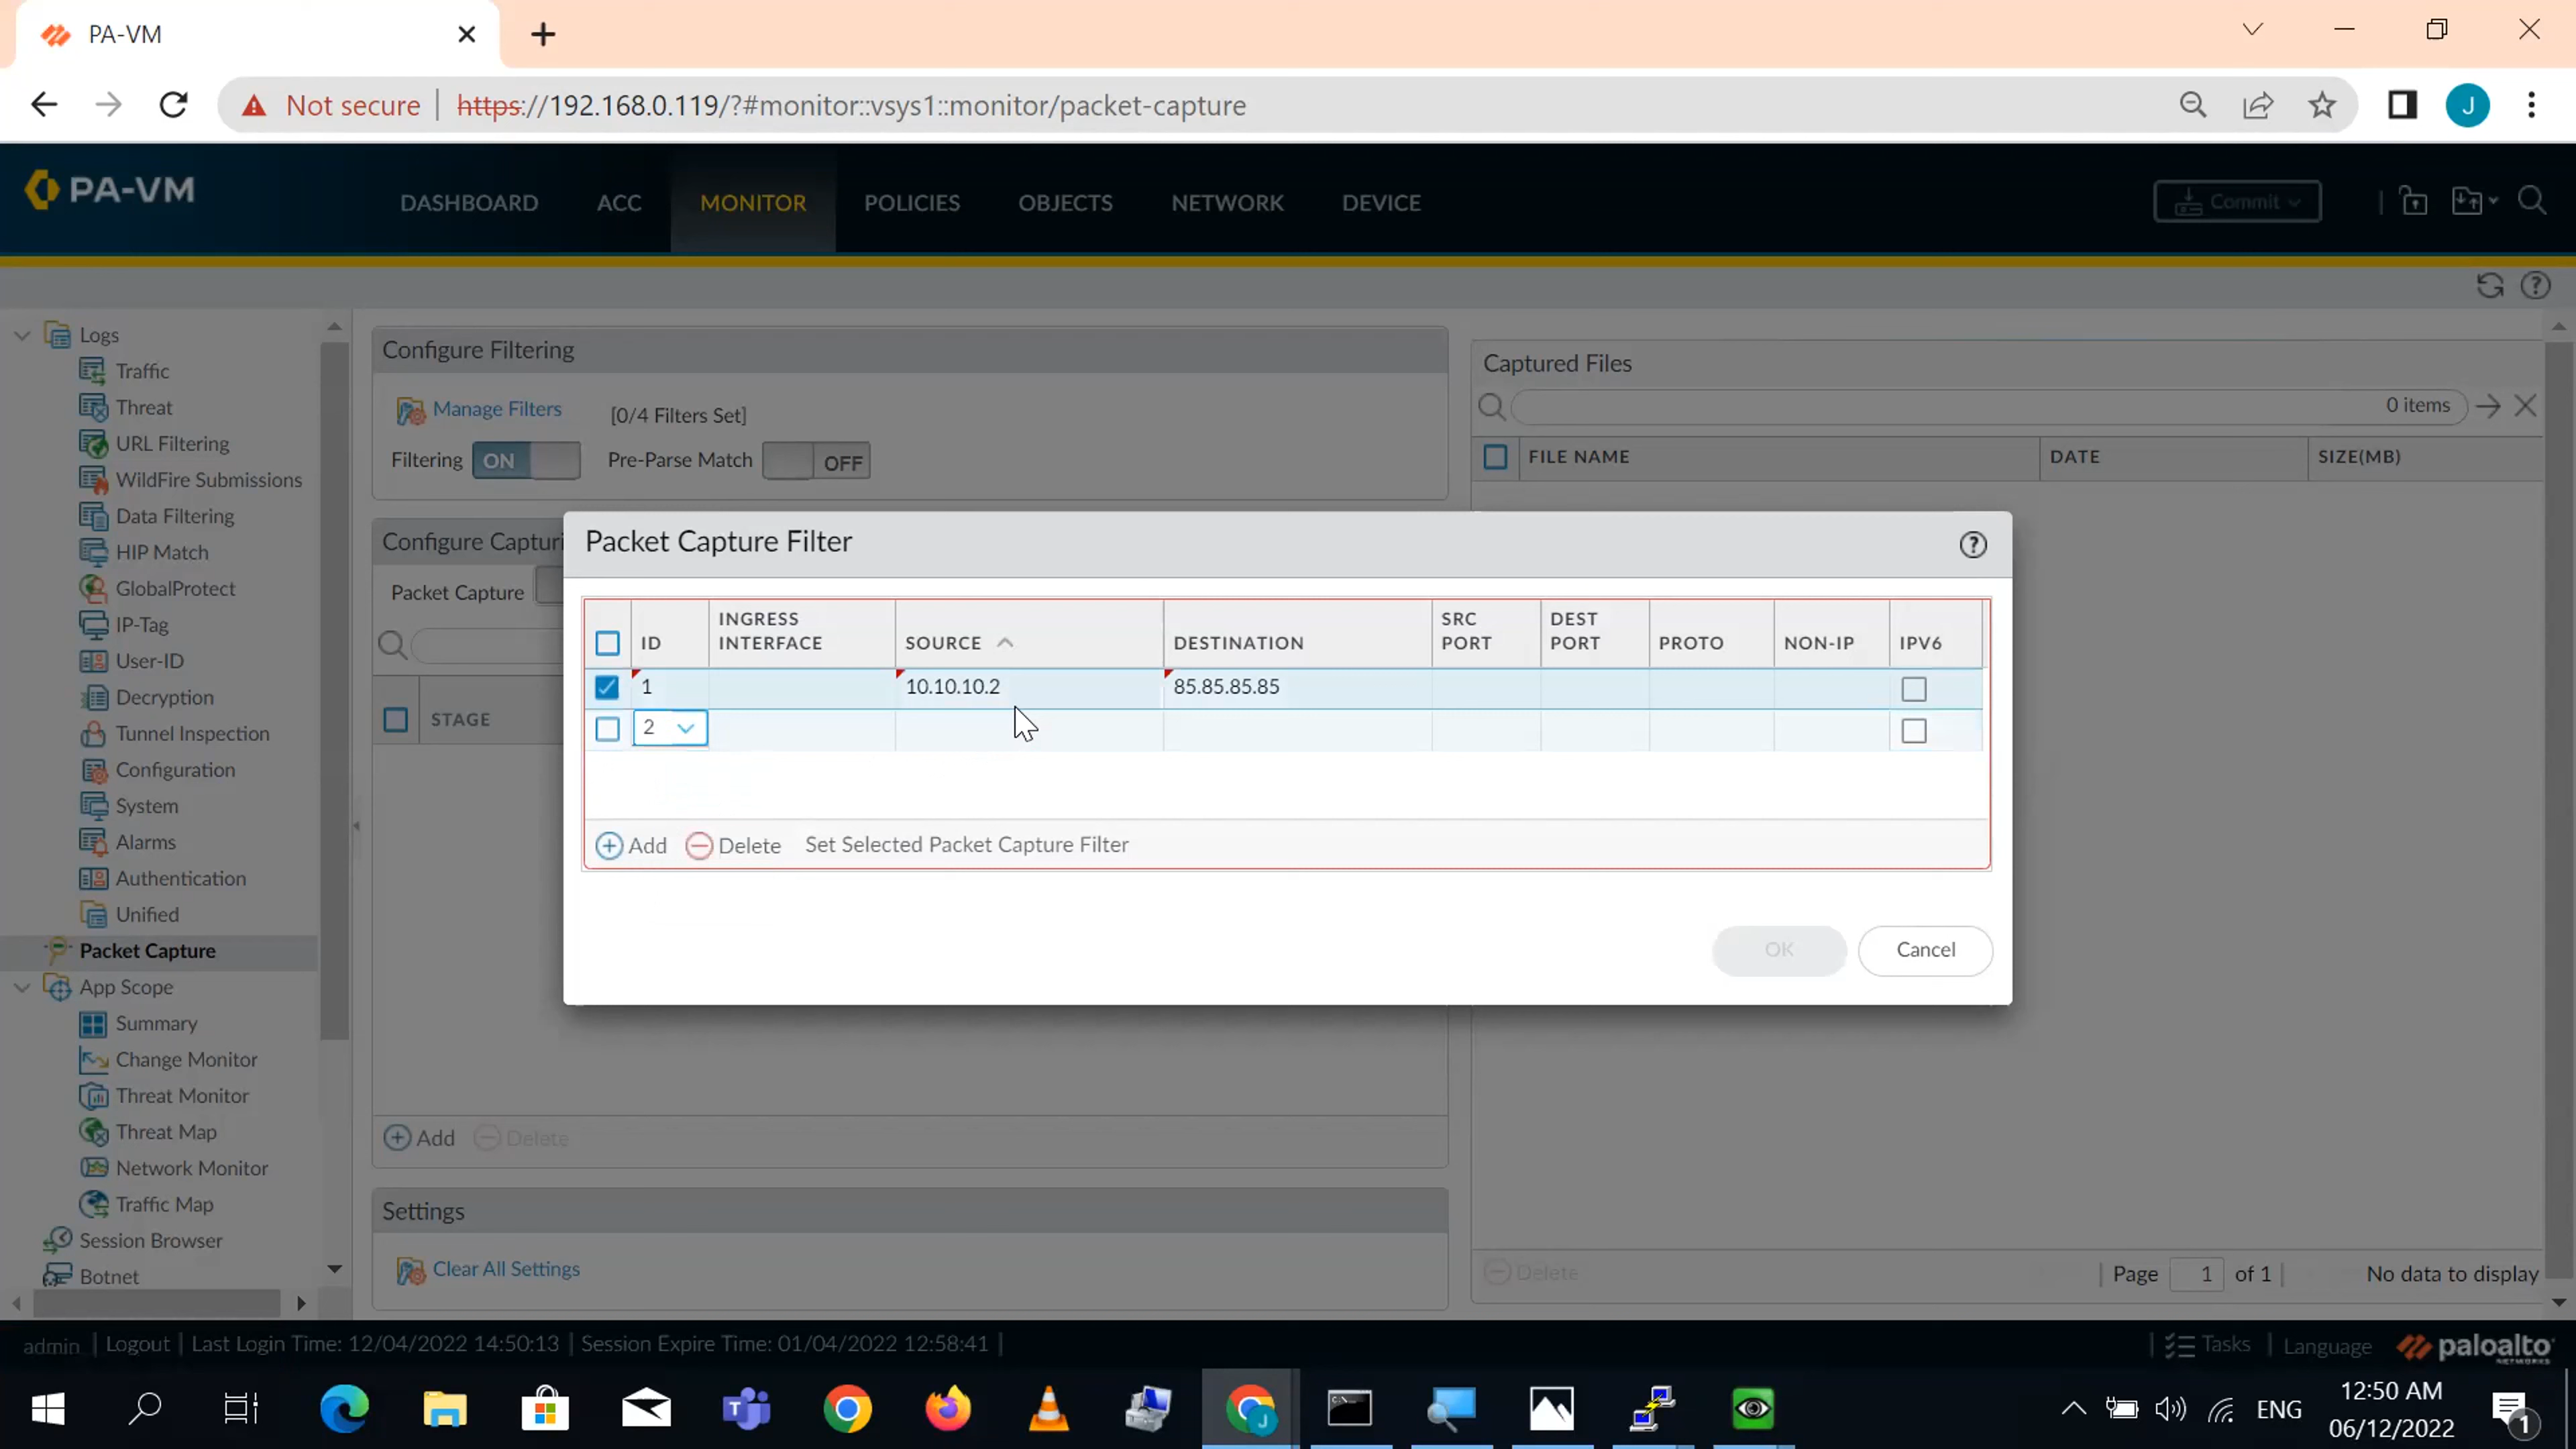 PA-VM
Not secure
https://192.168.0.119/?#monitor::vsys1::monitor/packet-capture
J
PA-VM
DASHBOARD
ACC
MONITOR
POLICIES
OBJECTS
NETWORK
DEVICE
Commit
Logs
Traffic
Threat
URL Filtering
WildFire Submissions
Data Filtering
HIP Match
GlobalProtect
IP-Tag
User-ID
Decryption
Tunnel Inspection
Configuration
System
Alarms
Authentication
Unified
Packet Capture
App Scope
Summary
Change Monitor
Threat Monitor
Threat Map
Network Monitor
Traffic Map
Session Browser
Botnet
Configure Filtering
Manage Filters [0/4 Filters Set]
Filtering ON Pre-Parse Match OFF
Configure Capturi
Packet Capture
STAGE
Add Delete
Settings
Clear All Settings
Captured Files
0 items
FILE NAME DATE SIZE(MB)
Delete
Page 1 of 1 No data to display
Packet Capture Filter
ID INGRESS INTERFACE SOURCE DESTINATION SRC PORT DEST PORT PROTO NON-IP IPV6
1 10.10.10.2 85.85.85.85
2
Add Delete Set Selected Packet Capture Filter
OK Cancel
admin | Logout | Last Login Time: 12/04/2022 14:50:13 | Session Expire Time: 01/04/2022 12:58:41 |
Tasks | Language paloalto NETWORKS
J
ENG
12:50 AM
06/12/2022
1